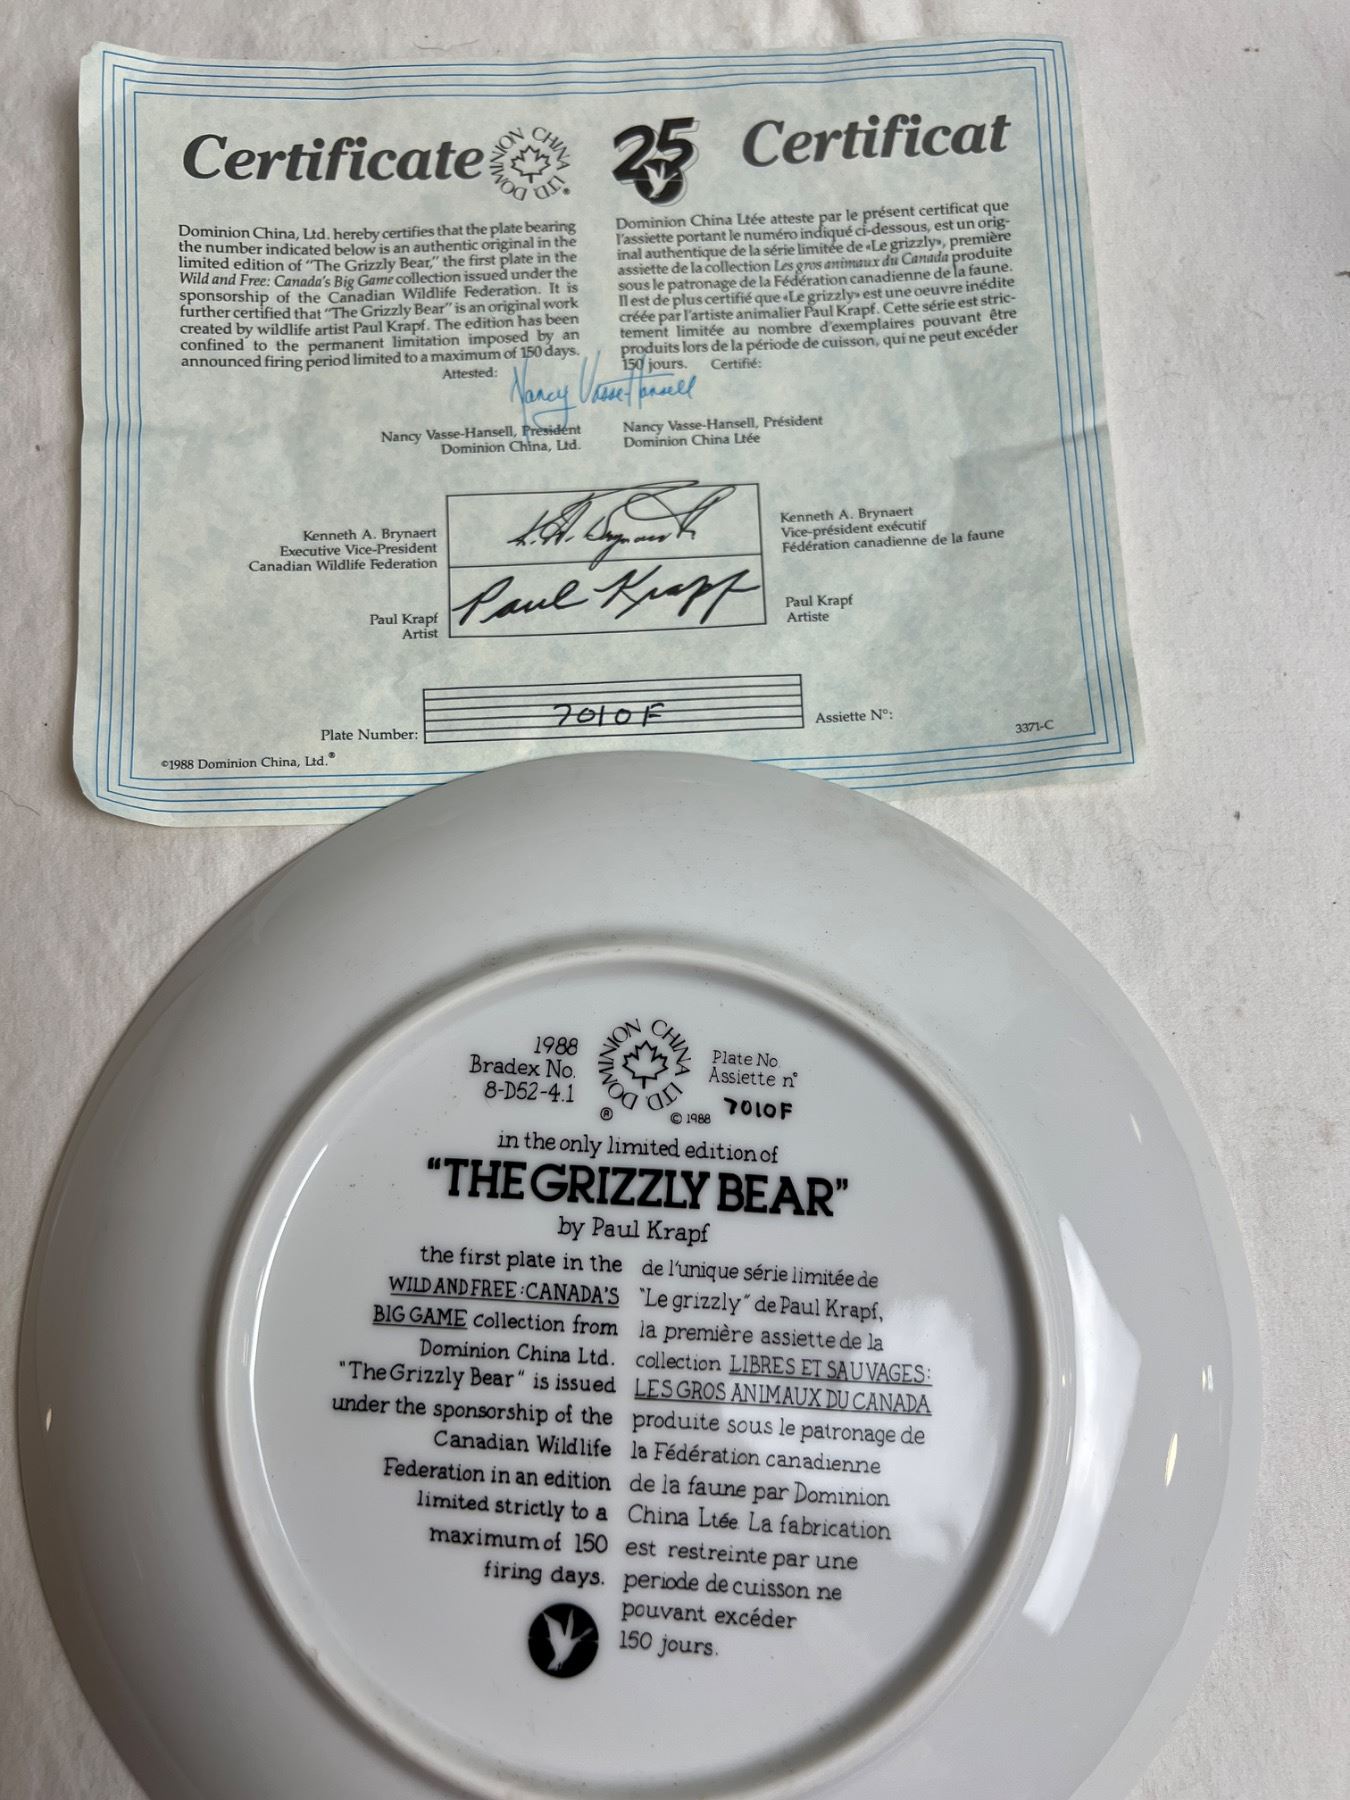 Certificate
DOMINION CHINA LTD.
®
25
Certificat
Dominion China, Ltd. hereby certifies that the plate bearing
the number indicated below is an authentic original in the
limited edition of "The Grizzly Bear," the first plate in the
Wild and Free: Canada's Big Game collection issued under the
sponsorship of the Canadian Wildlife Federation. It is
further certified that "The Grizzly Bear" is an original work
created by wildlife artist Paul Krapf. The edition has been
confined to the permanent limitation imposed by an
announced firing period limited to a maximum of 150 days.
Attested:
Dominion China Ltée atteste par le présent certificat que
l'assiette portant le numéro indiqué ci-dessous, est un orig-
inal authentique de la série limitée de «Le grizzly», première
assiette de la collection Les gros animaux du Canada produite
sous le patronage de la Fédération canadienne de la faune.
Il est de plus certifié que «Le grizzly» est une oeuvre inédite
créée par l'artiste animalier Paul Krapf. Cette série est stric-
tement limitée au nombre d'exemplaires pouvant être
produits lors de la période de cuisson, qui ne peut excéder
150 jours. Certifié:
Nancy Vasse-Hansell
Nancy Vasse-Hansell, President
Dominion China, Ltd.
Nancy Vasse-Hansell, Président
Dominion China Ltée
Kenneth A. Brynaert
Executive Vice-President
Canadian Wildlife Federation
K. A. Brynaert
Kenneth A. Brynaert
Vice-président exécutif
Fédération canadienne de la faune
Paul Krapf
Artist
Paul Krapf
Paul Krapf
Artiste
Plate Number:
7010F
Assiette N°:
3371-C
©1988 Dominion China, Ltd.®
1988
Bradex No.
8-D52-4.1
DOMINION CHINA LTD.
®
© 1988
Plate No.
Assiette n°
7010F
in the only limited edition of
"THE GRIZZLY BEAR"
by Paul Krapf
the first plate in the
WILD AND FREE: CANADA'S
BIG GAME collection from
Dominion China Ltd.
"The Grizzly Bear" is issued
under the sponsorship of the
Canadian Wildlife
Federation in an edition
limited strictly to a
maximum of 150
firing days.
de l'unique série limitée de
"Le grizzly" de Paul Krapf,
la première assiette de la
collection LIBRES ET SAUVAGES:
LES GROS ANIMAUX DU CANADA
produite sous le patronage de
la Fédération canadienne
de la faune par Dominion
China Ltée. La fabrication
est restreinte par une
periode de cuisson ne
pouvant excéder
150 jours.